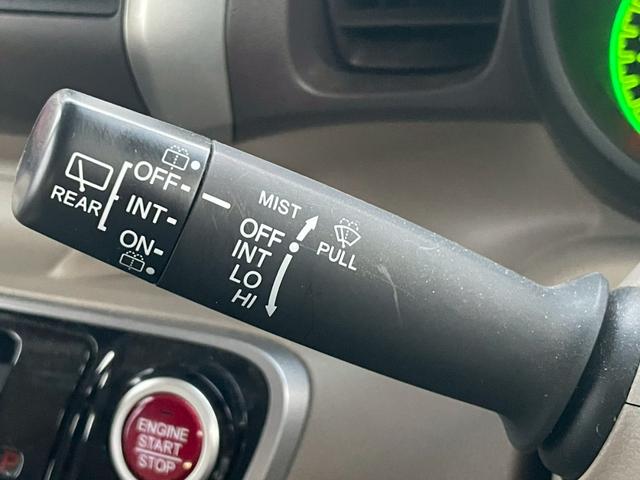 REAR
OFF
INT
ON
MIST
OFF
INT
LO
HI
PULL
ENGINE
START
STOP
P